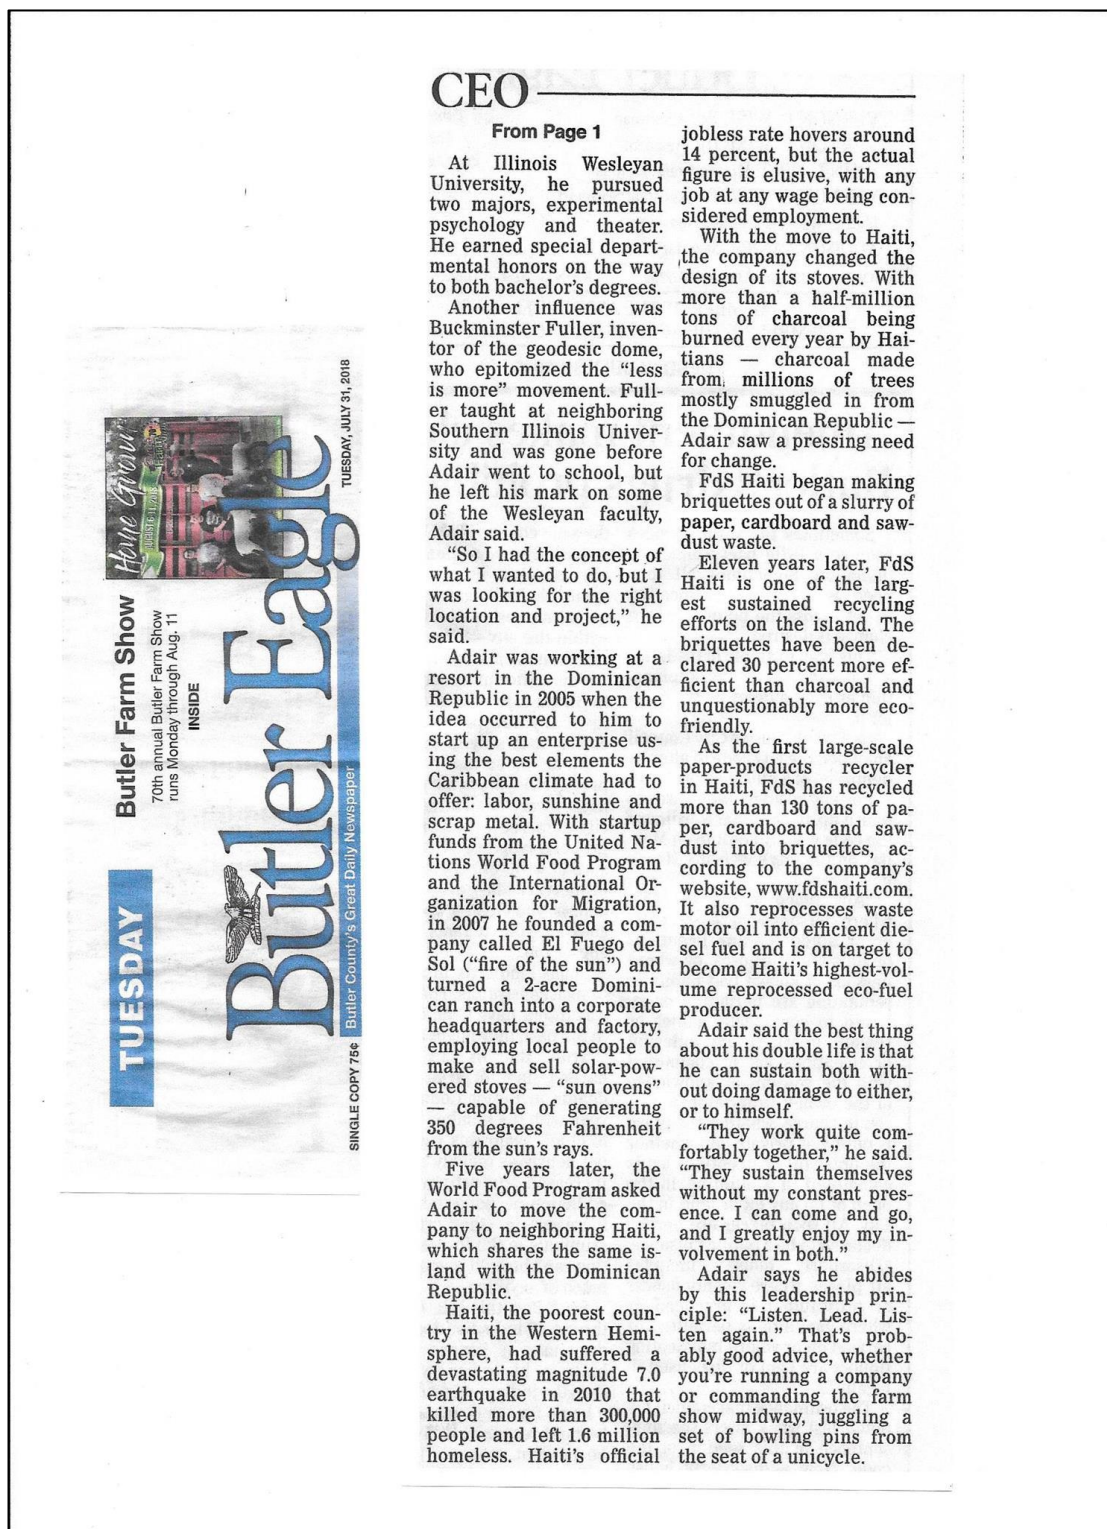 TUESDAY
Butler Farm Show
70th annual Butler Farm Show
runs Monday through Aug. 11
INSIDE
Home Grown
AUGUST 6-11, 2018
Butler Eagle
Butler County's Great Daily Newspaper
SINGLE COPY 75¢
TUESDAY, JULY 31, 2018
CEO
From Page 1
At Illinois Wesleyan
University, he pursued
two majors, experimental
psychology and theater.
He earned special depart-
mental honors on the way
to both bachelor's degrees.
Another influence was
Buckminster Fuller, inven-
tor of the geodesic dome,
who epitomized the “less
is more” movement. Full-
er taught at neighboring
Southern Illinois Univer-
sity and was gone before
Adair went to school, but
he left his mark on some
of the Wesleyan faculty,
Adair said.
“So I had the concept of
what I wanted to do, but I
was looking for the right
location and project,” he
said.
Adair was working at a
resort in the Dominican
Republic in 2005 when the
idea occurred to him to
start up an enterprise us-
ing the best elements the
Caribbean climate had to
offer: labor, sunshine and
scrap metal. With startup
funds from the United Na-
tions World Food Program
and the International Or-
ganization for Migration,
in 2007 he founded a com-
pany called El Fuego del
Sol (“fire of the sun”) and
turned a 2-acre Domini-
can ranch into a corporate
headquarters and factory,
employing local people to
make and sell solar-pow-
ered stoves — “sun ovens”
— capable of generating
350 degrees Fahrenheit
from the sun's rays.
Five years later, the
World Food Program asked
Adair to move the com-
pany to neighboring Haiti,
which shares the same is-
land with the Dominican
Republic.
Haiti, the poorest coun-
try in the Western Hemi-
sphere, had suffered a
devastating magnitude 7.0
earthquake in 2010 that
killed more than 300,000
people and left 1.6 million
homeless. Haiti's official
jobless rate hovers around
14 percent, but the actual
figure is elusive, with any
job at any wage being con-
sidered employment.
With the move to Haiti,
the company changed the
design of its stoves. With
more than a half-million
tons of charcoal being
burned every year by Hai-
tians — charcoal made
from millions of trees
mostly smuggled in from
the Dominican Republic —
Adair saw a pressing need
for change.
FdS Haiti began making
briquettes out of a slurry of
paper, cardboard and saw-
dust waste.
Eleven years later, FdS
Haiti is one of the larg-
est sustained recycling
efforts on the island. The
briquettes have been de-
clared 30 percent more ef-
ficient than charcoal and
unquestionably more eco-
friendly.
As the first large-scale
paper-products recycler
in Haiti, FdS has recycled
more than 130 tons of pa-
per, cardboard and saw-
dust into briquettes, ac-
cording to the company's
website, www.fdshaiti.com.
It also reprocesses waste
motor oil into efficient die-
sel fuel and is on target to
become Haiti's highest-vol-
ume reprocessed eco-fuel
producer.
Adair said the best thing
about his double life is that
he can sustain both with-
out doing damage to either,
or to himself.
“They work quite com-
fortably together,” he said.
“They sustain themselves
without my constant pres-
ence. I can come and go,
and I greatly enjoy my in-
volvement in both.”
Adair says he abides
by this leadership prin-
ciple: “Listen. Lead. Lis-
ten again.” That's prob-
ably good advice, whether
you're running a company
or commanding the farm
show midway, juggling a
set of bowling pins from
the seat of a unicycle.